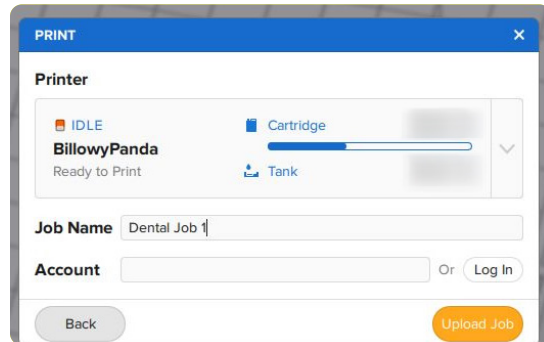 PRINT ×
Printer
IDLE
BillowyPanda
Ready to Print
Cartridge
Tank
Job Name Dental Job 1
Account Or Log In
Back Upload Job